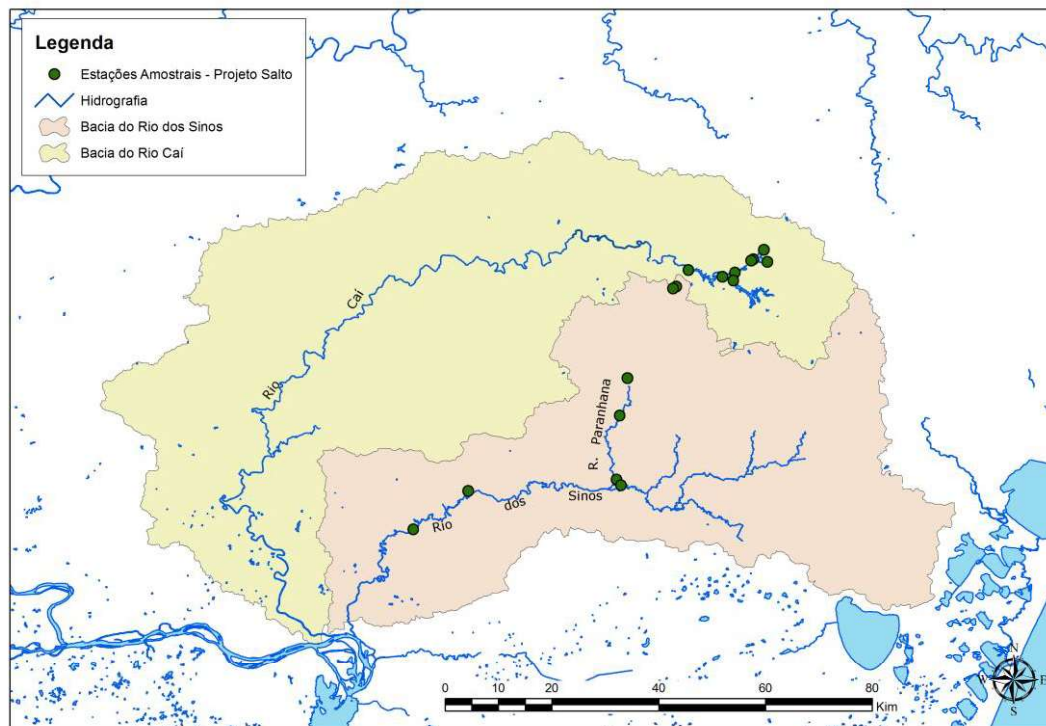 Legenda
Estações Amostrais - Projeto Salto
Hidrografia
Bacia do Rio dos Sinos
Bacia do Rio Caí
Rio Caí
R. Paranhana
Rio dos Sinos
N
W E
S
0 20 40 60 80
Km